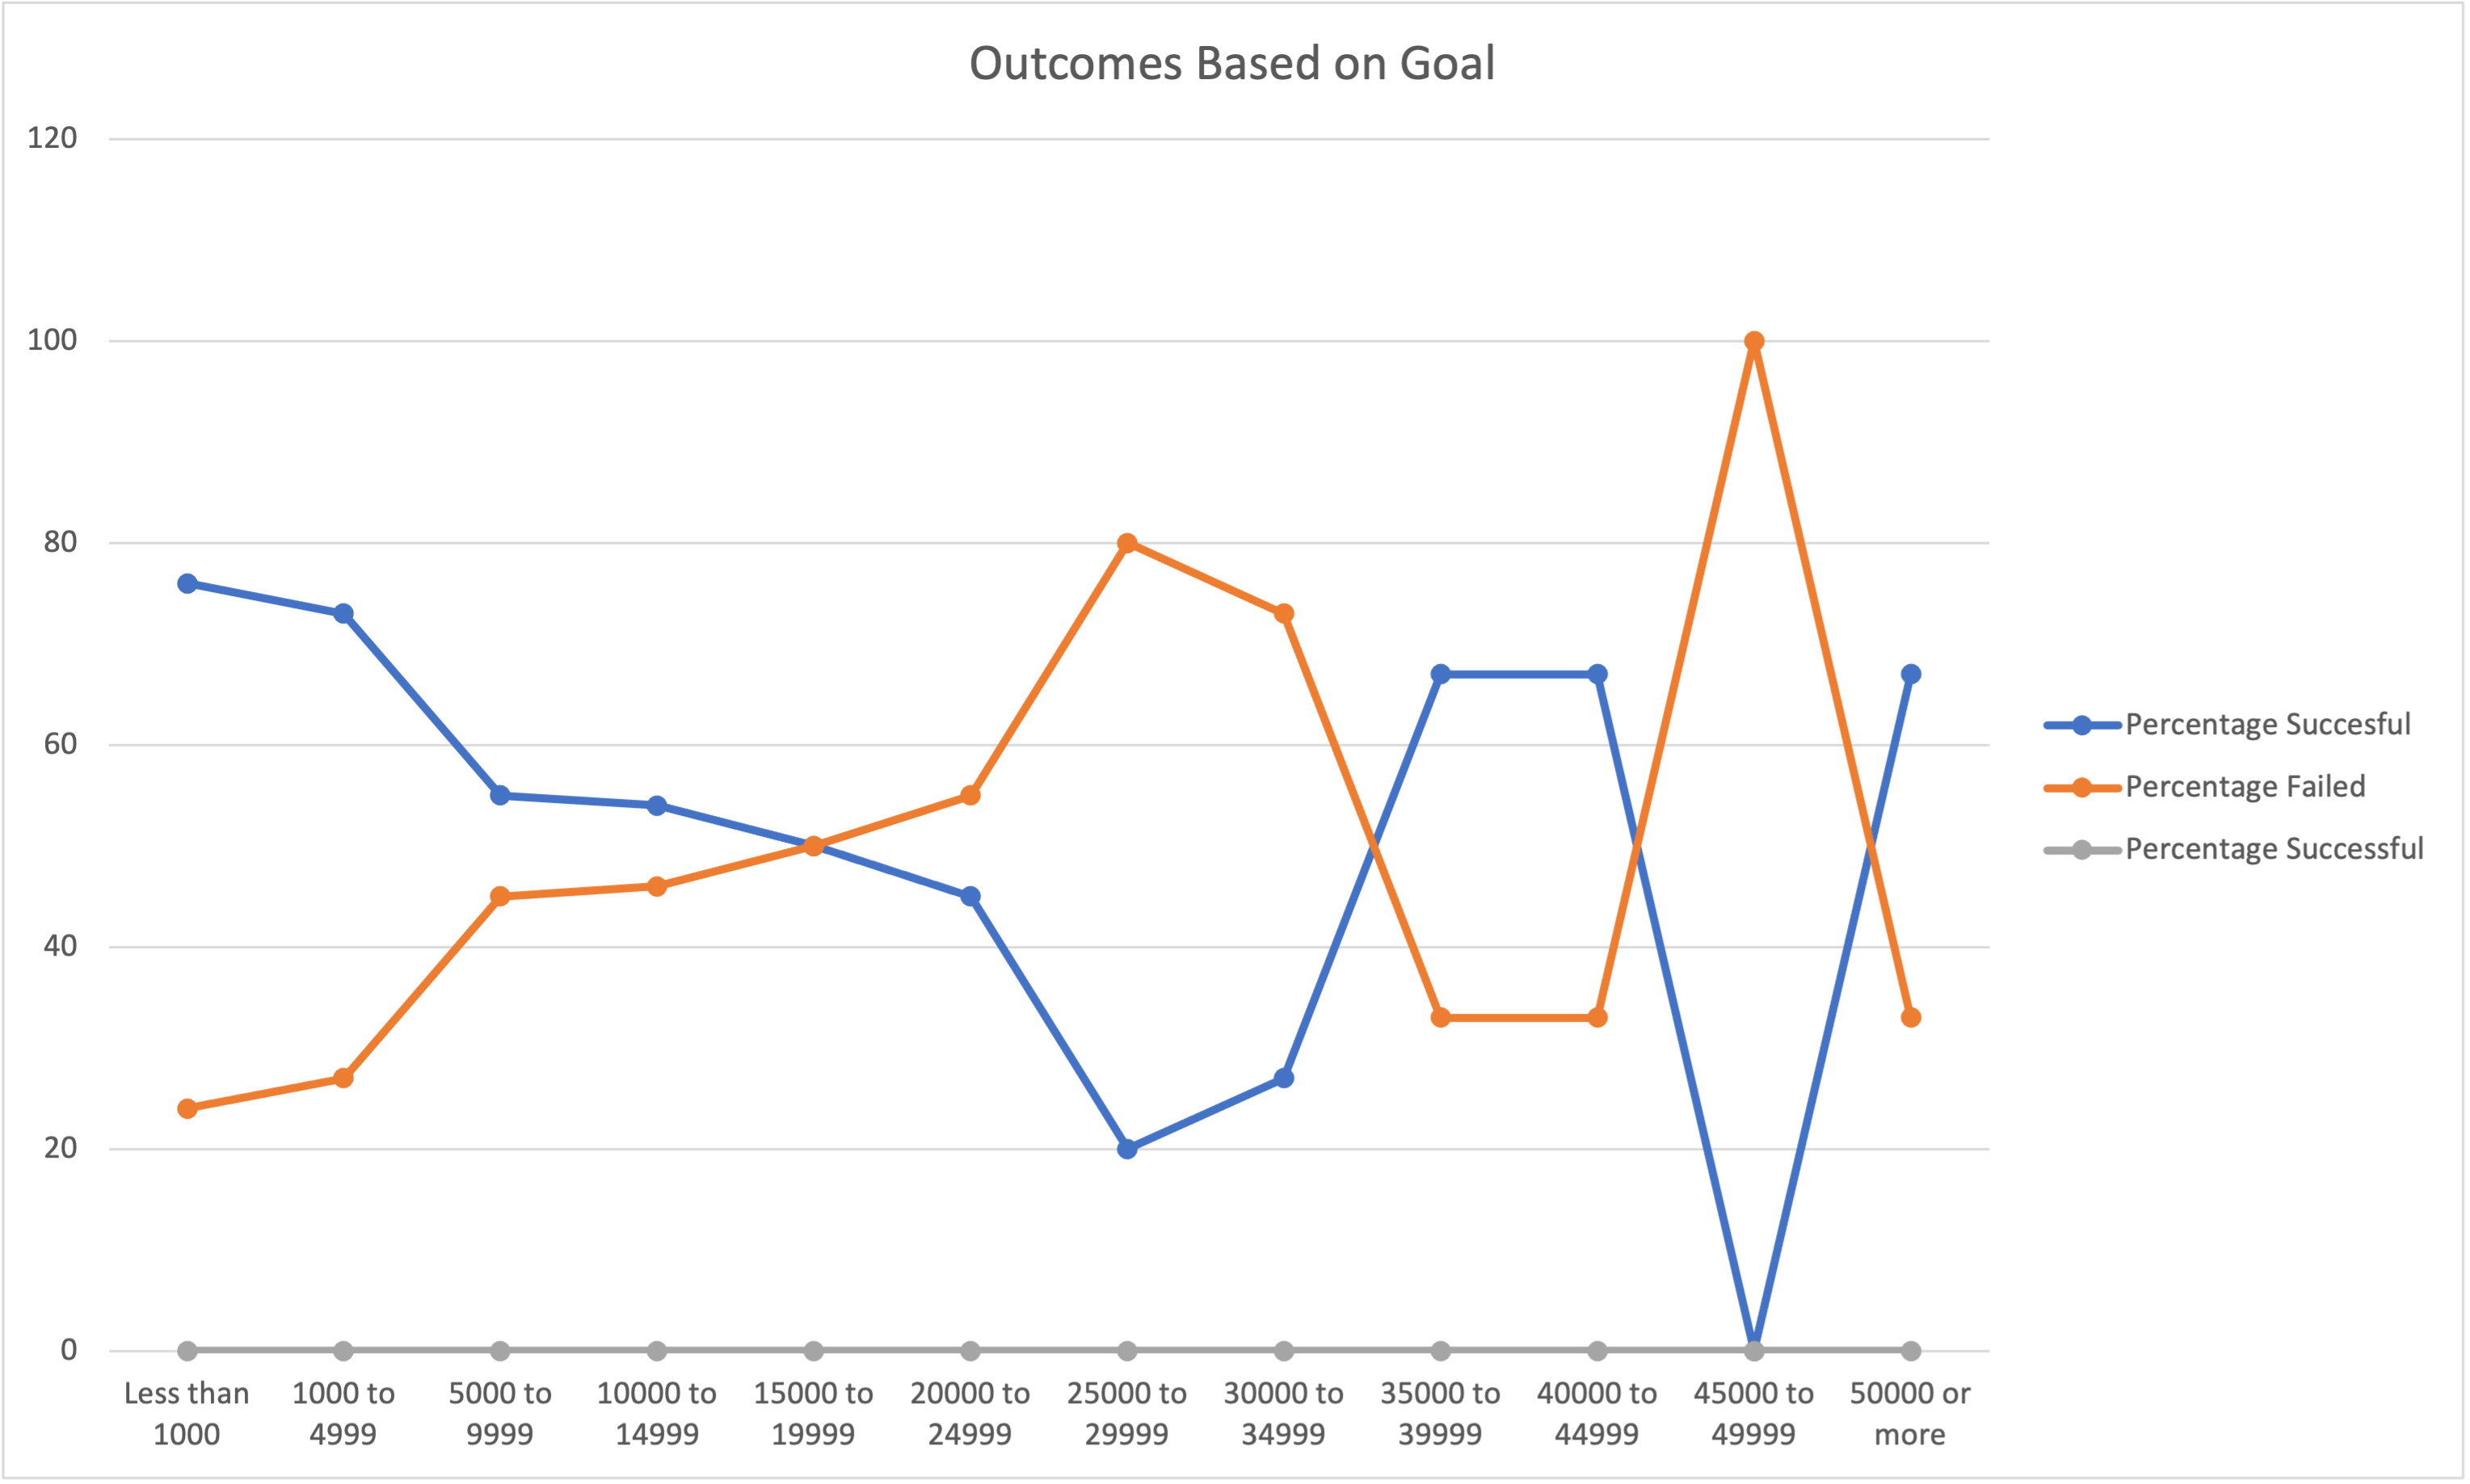 Outcomes Based on Goal
120
100
80
60
40
20
0
Less than
1000
1000 to
4999
5000 to
9999
10000 to
14999
15000 to
19999
20000 to
24999
25000 to
29999
30000 to
34999
35000 to
39999
40000 to
44999
45000 to
49999
50000 or
more
Percentage Succesful
Percentage Failed
Percentage Successful